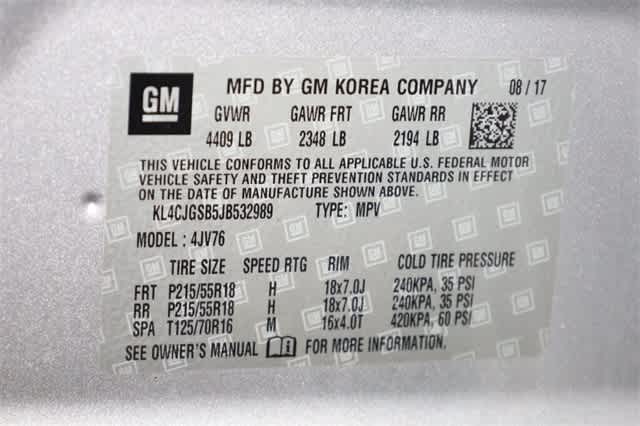 GM MFD BY GM KOREA COMPANY 08/17
GVWR GAWR FRT GAWR RR
4409 LB 2348 LB 2194 LB
THIS VEHICLE CONFORMS TO ALL APPLICABLE U.S. FEDERAL MOTOR
VEHICLE SAFETY AND THEFT PREVENTION STANDARDS IN EFFECT
ON THE DATE OF MANUFACTURE SHOWN ABOVE.
KL4CJGSB5JB532989 TYPE: MPV
MODEL: 4JV76
TIRE SIZE SPEED RTG RIM COLD TIRE PRESSURE
FRT P215/55R18 H 18x7.0J 240KPA, 35 PSI
RR P215/55R18 H 18x7.0J 240KPA, 35 PSI
SPA T125/70R16 M 16x4.0T 420KPA, 60 PSI
SEE OWNER'S MANUAL i FOR MORE INFORMATION.